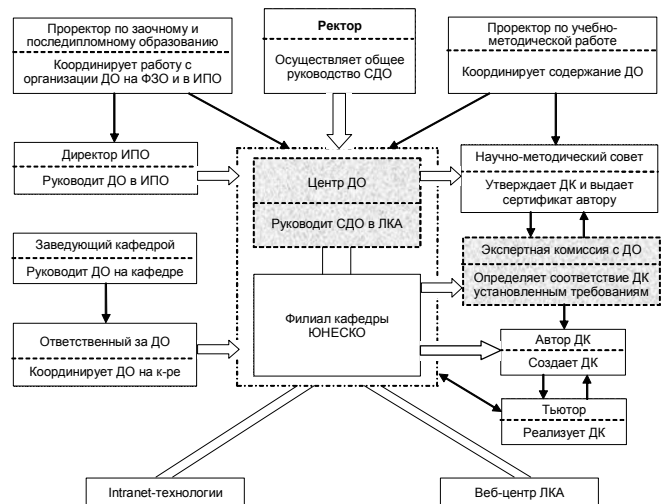 Проректор по заочному и
последипломному образованию
Координирует работу с
организации ДО на ФЗО и в ИПО
Ректор
Осуществляет общее
руководство СДО
Проректор по учебно-
методической работе
Координирует содержание ДО
Директор ИПО
Руководит ДО в ИПО
Центр ДО
Руководит СДО в ЛКА
Научно-методический совет
Утверждает ДК и выдает
сертификат автору
Заведующий кафедрой
Руководит ДО на кафедре
Экспертная комиссия с ДО
Определяет соответствие ДК
установленным требованиям
Филиал кафедры
ЮНЕСКО
Ответственный за ДО
Координирует ДО на к-ре
Автор ДК
Создает ДК
Тьютор
Реализует ДК
Intranet-технологии
Веб-центр ЛКА